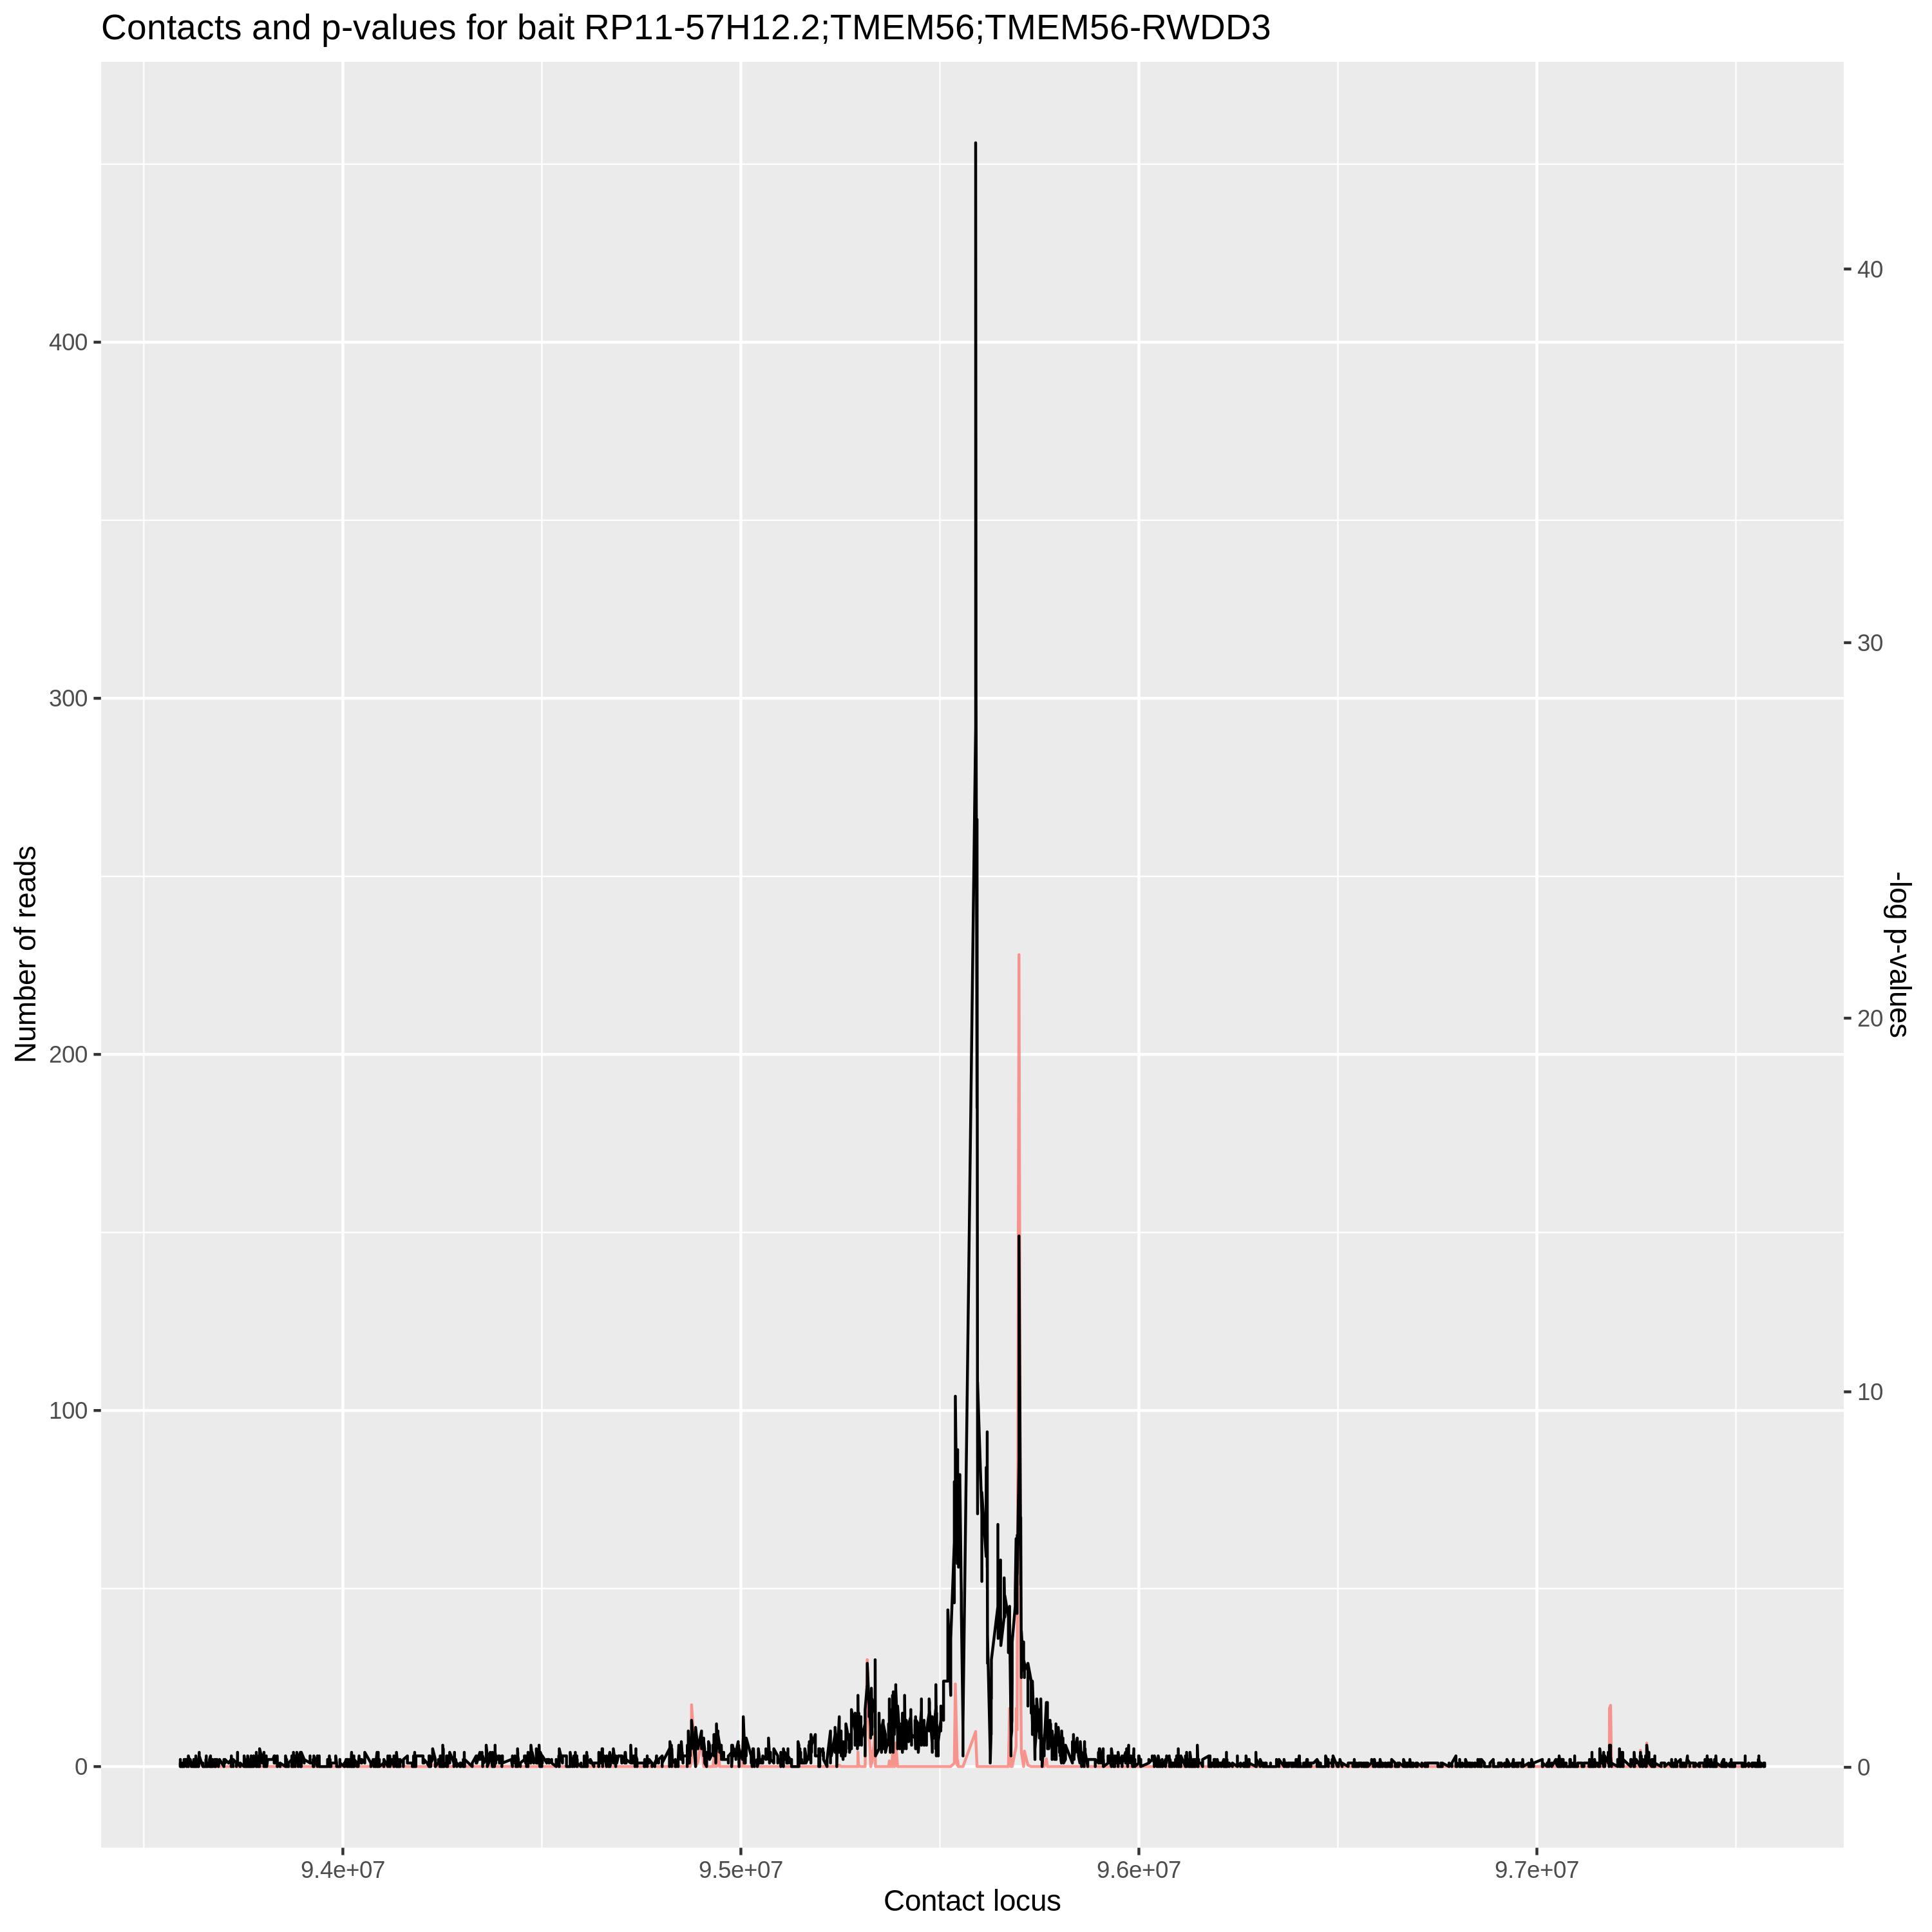 Contacts and p-values for bait RP11-57H12.2;TMEM56;TMEM56-RWDD3
Number of reads
400
300
200
100
0
40
30
20
10
0
-log p-values
9.4e+07
9.5e+07
9.6e+07
9.7e+07
Contact locus